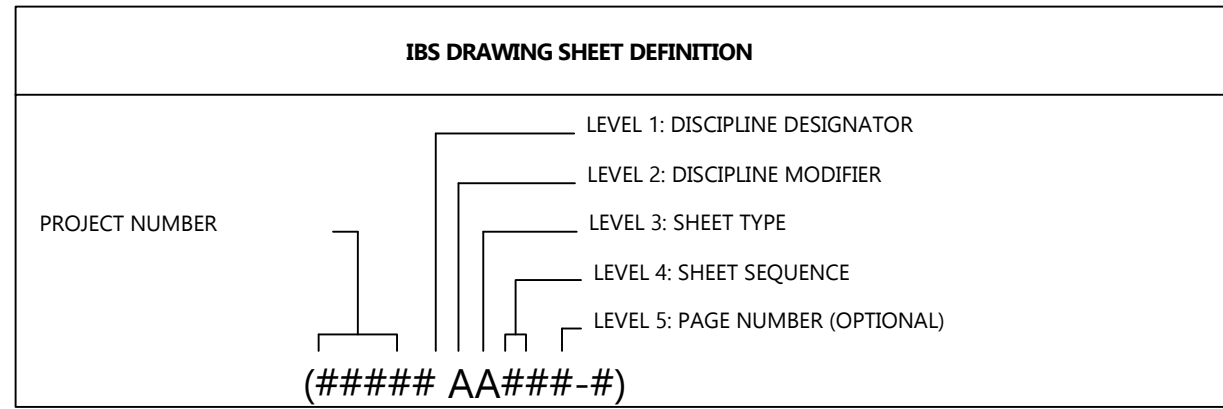 IBS DRAWING SHEET DEFINITION
LEVEL 1: DISCIPLINE DESIGNATOR
LEVEL 2: DISCIPLINE MODIFIER
PROJECT NUMBER
LEVEL 3: SHEET TYPE
LEVEL 4: SHEET SEQUENCE
LEVEL 5: PAGE NUMBER (OPTIONAL)
(##### AA###-#)